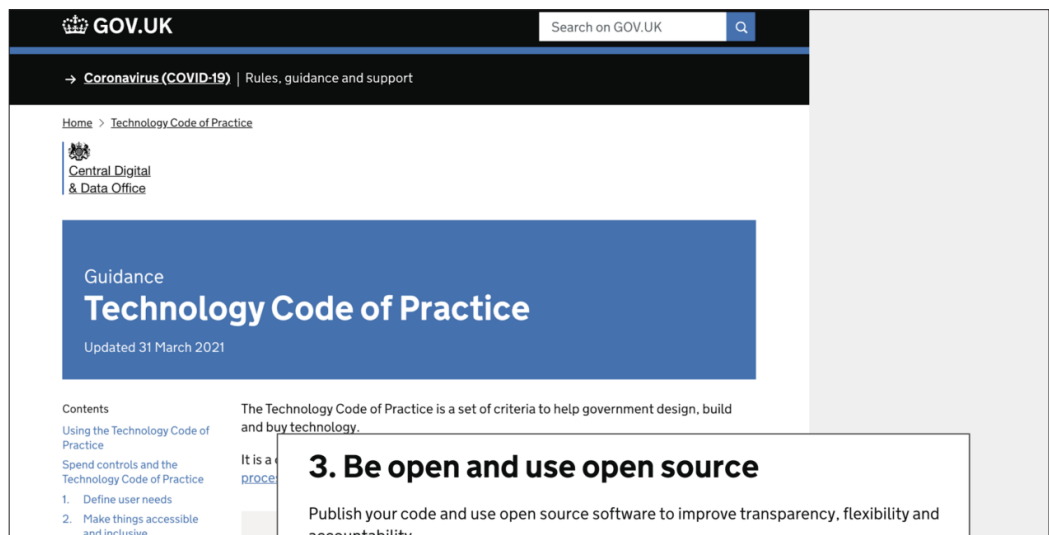 GOV.UK
Search on GOV.UK
→ Coronavirus (COVID-19) | Rules, guidance and support
Home > Technology Code of Practice
Central Digital
& Data Office
Guidance
Technology Code of Practice
Updated 31 March 2021
Contents
Using the Technology Code of
Practice
Spend controls and the
Technology Code of Practice
1. Define user needs
2. Make things accessible
and inclusive
The Technology Code of Practice is a set of criteria to help government design, build
and buy technology.
It is a
3. Be open and use open source
Publish your code and use open source software to improve transparency, flexibility and
accountability